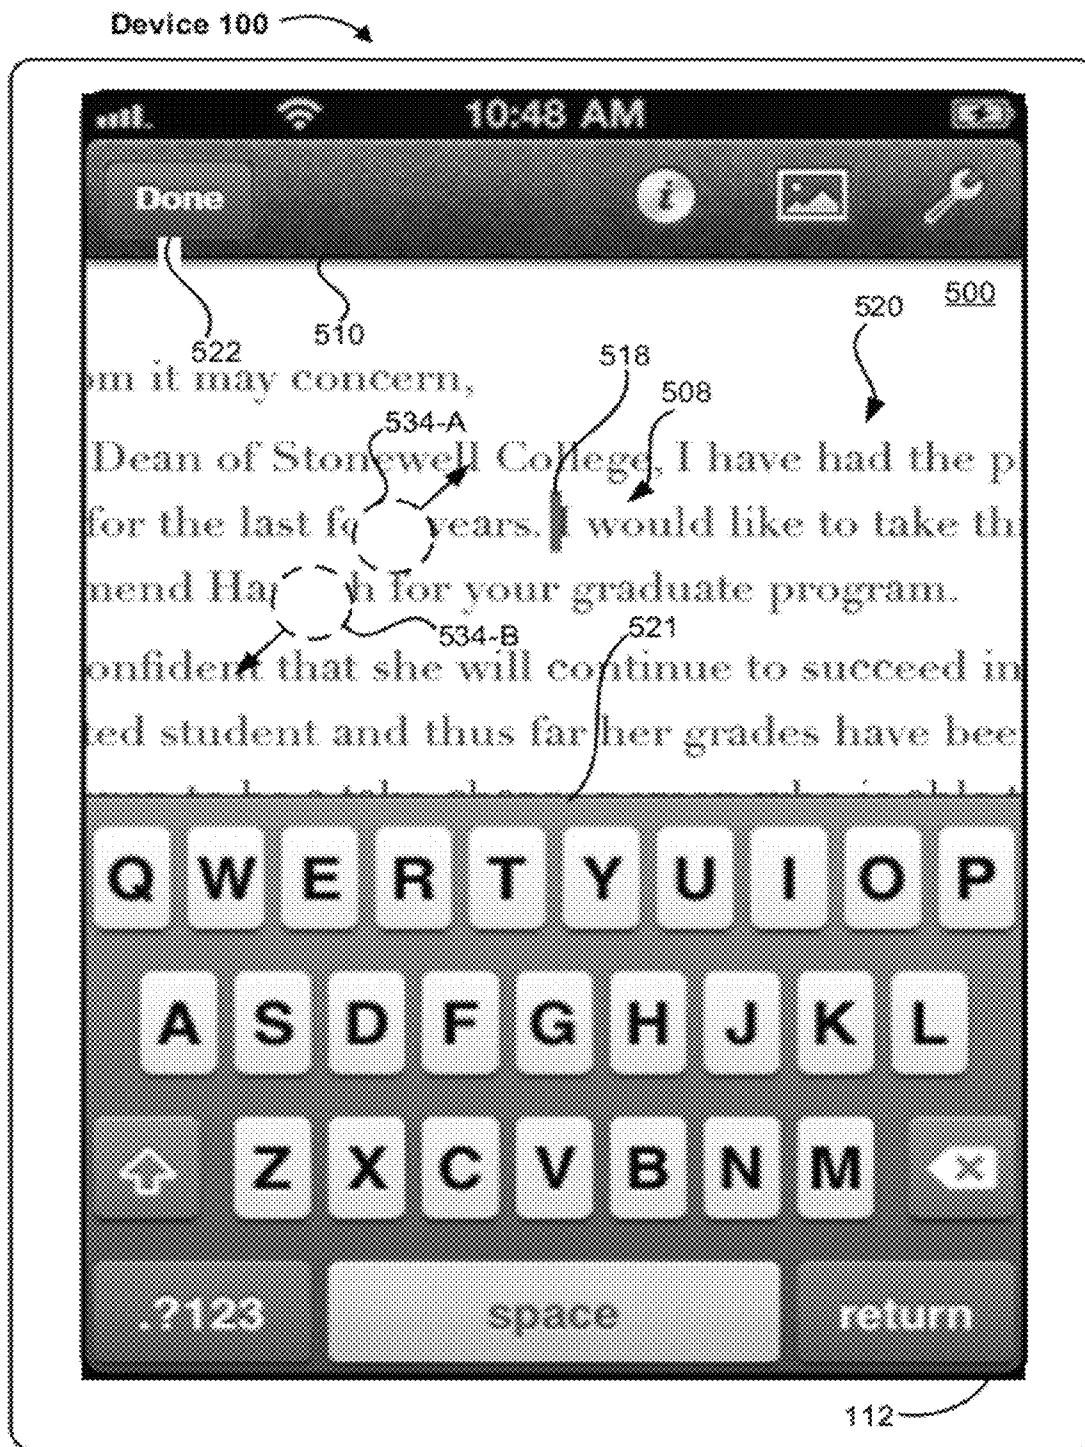 Device 100
10:48 AM
Done
500
520
522
510
518
508
om it may concern,
534-A
Dean of Stonewell College, I have had the p
for the last fo years. I would like to take th
mend Ha h for your graduate program.
534-B
521
onfident that she will continue to succeed in
ted student and thus far her grades have bee
Q W E R T Y U I O P
A S D F G H J K L
Z X C V B N M
.?123 space return
112